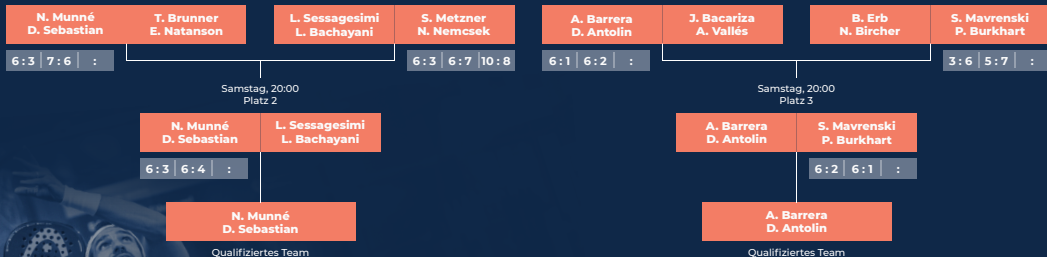 N. Munné
D. Sebastian
T. Brunner
E. Natanson
L. Sessagesimi
L. Bachayani
S. Metzner
N. Nemcsek
A. Barrera
D. Antolin
J. Bacariza
A. Vallés
B. Erb
N. Bircher
S. Mavrenski
P. Burkhart
6:3 7:6 :
6:3 6:7 10:8
6:1 6:2 :
3:6 5:7 :
Samstag, 20:00
Platz 2
Samstag, 20:00
Platz 3
N. Munné
D. Sebastian
L. Sessagesimi
L. Bachayani
A. Barrera
D. Antolin
S. Mavrenski
P. Burkhart
6:3 6:4 :
6:2 6:1 :
N. Munné
D. Sebastian
A. Barrera
D. Antolin
Qualifiziertes Team
Qualifiziertes Team